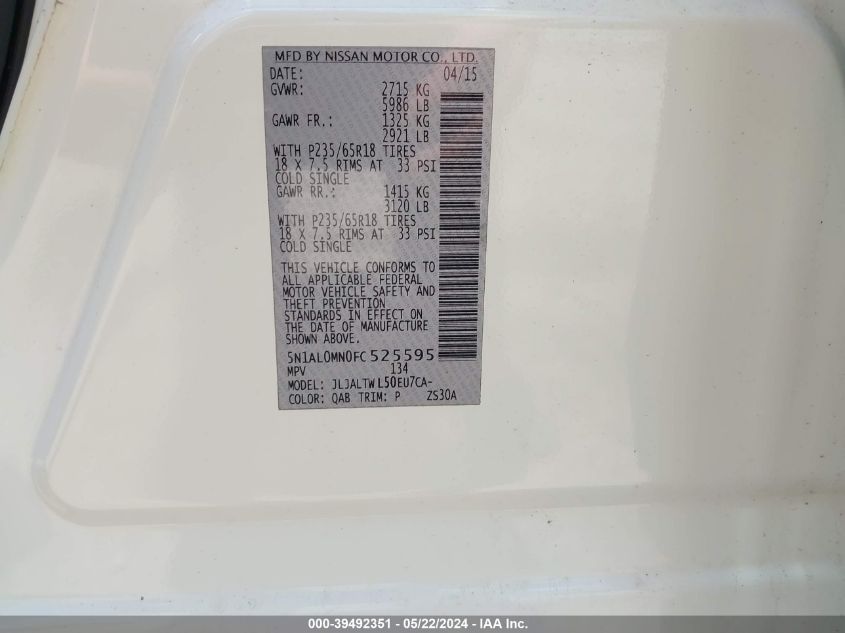 MFD BY NISSAN MOTOR CO., LTD.
DATE: 04/15
GVWR: 2715 KG
5986 LB
GAWR FR.: 1325 KG
2921 LB
WITH P235/65R18 TIRES
18 X 7.5 RIMS AT 33 PSI
COLD SINGLE
GAWR RR.: 1415 KG
3120 LB
WITH P235/65R18 TIRES
18 X 7.5 RIMS AT 33 PSI
COLD SINGLE
THIS VEHICLE CONFORMS TO
ALL APPLICABLE FEDERAL
MOTOR VEHICLE SAFETY AND
THEFT PREVENTION
STANDARDS IN EFFECT ON
THE DATE OF MANUFACTURE
SHOWN ABOVE.
5N1AL0MN0FC525595
MPV 134
MODEL: JLJALTWL50EU7CA-
COLOR: QAB TRIM: P ZS30A
000-39492351 - 05/22/2024 - IAA Inc.